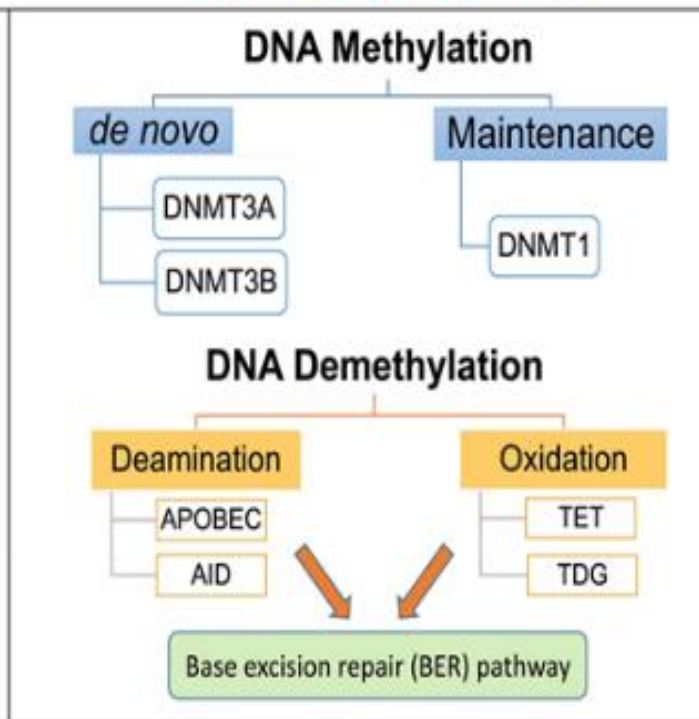 DNA Methylation
de novo
Maintenance
DNMT3A
DNMT1
DNMT3B
DNA Demethylation
Deamination
Oxidation
APOBEC
TET
AID
TDG
Base excision repair (BER) pathway